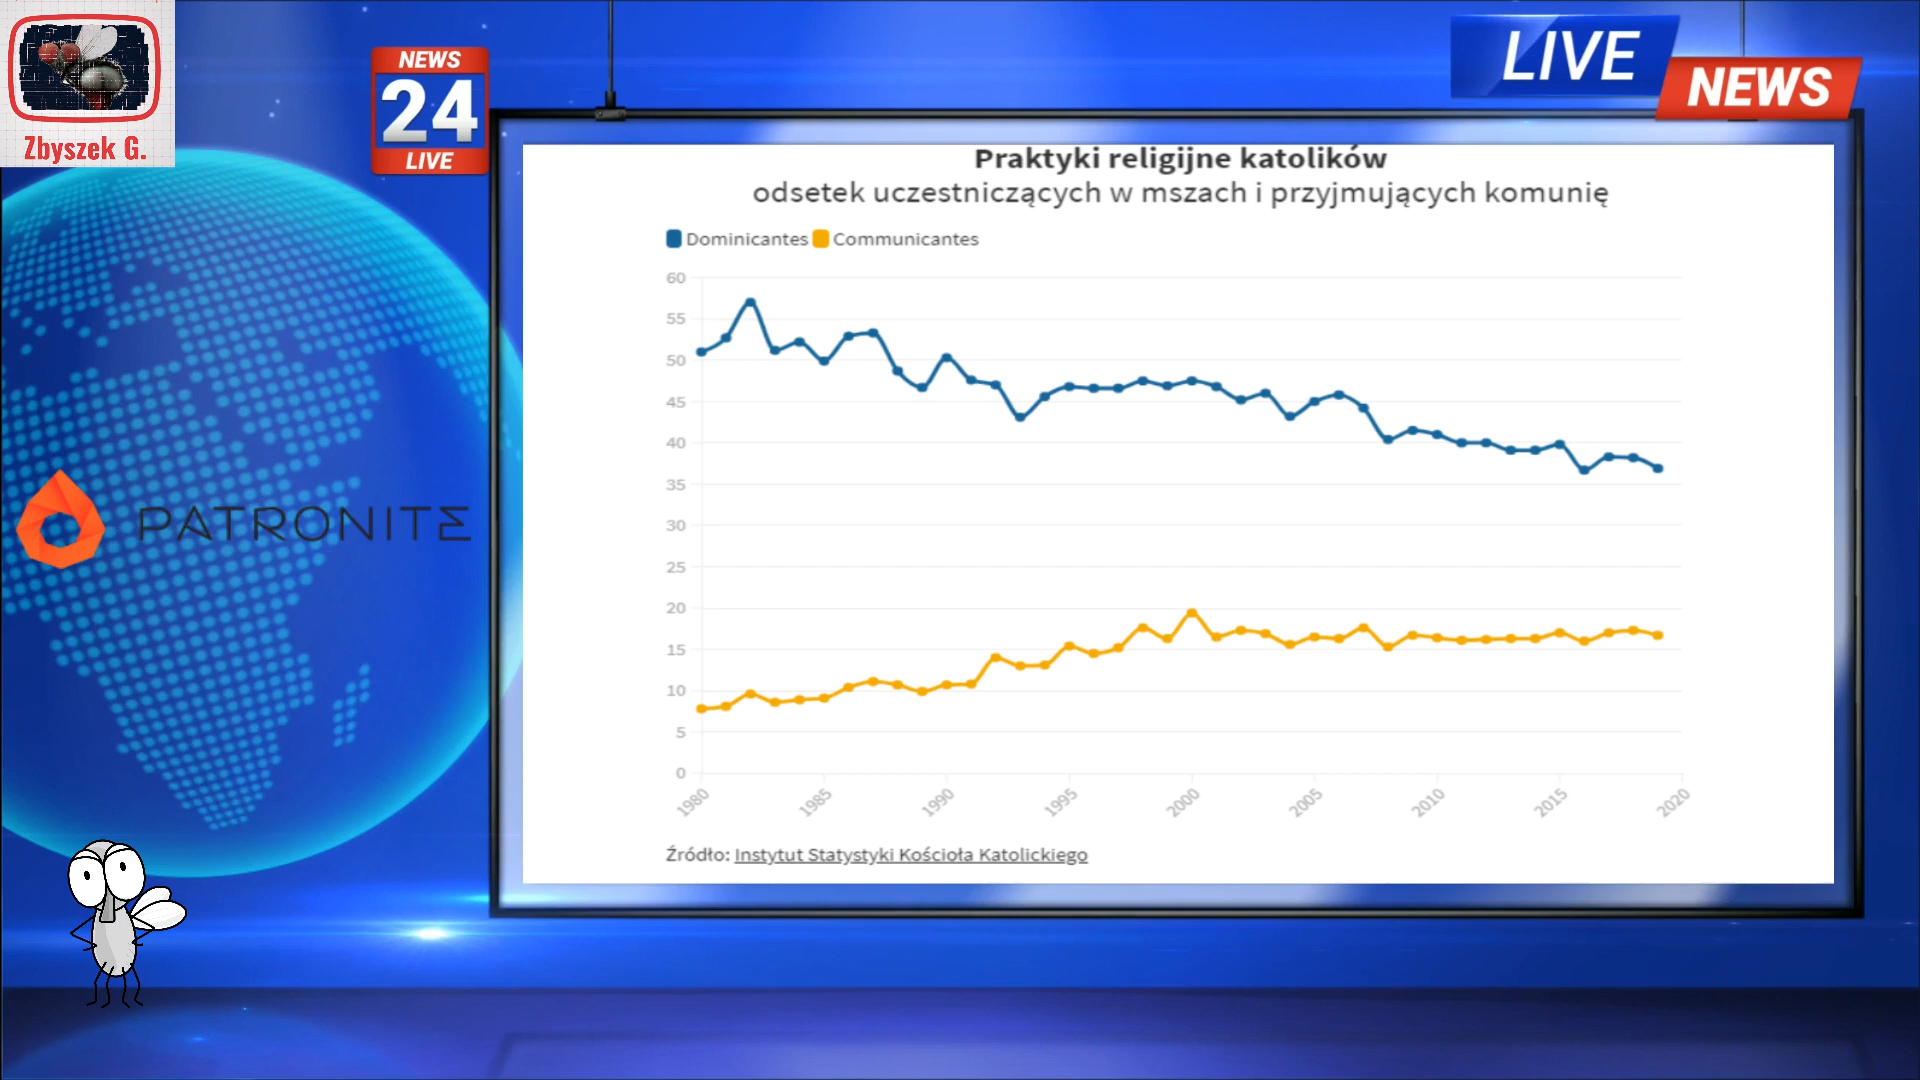 Zbyszek G.
NEWS
24
LIVE
LIVE
NEWS
PATRONITE
Praktyki religijne katolików
odsetek uczestniczących w mszach i przyjmujących komunię
Dominicantes Communicantes
60
55
50
45
40
35
30
25
20
15
10
5
0
1980 1985 1990 1995 2000 2005 2010 2015 2020
Źródło: Instytut Statystyki Kościoła Katolickiego